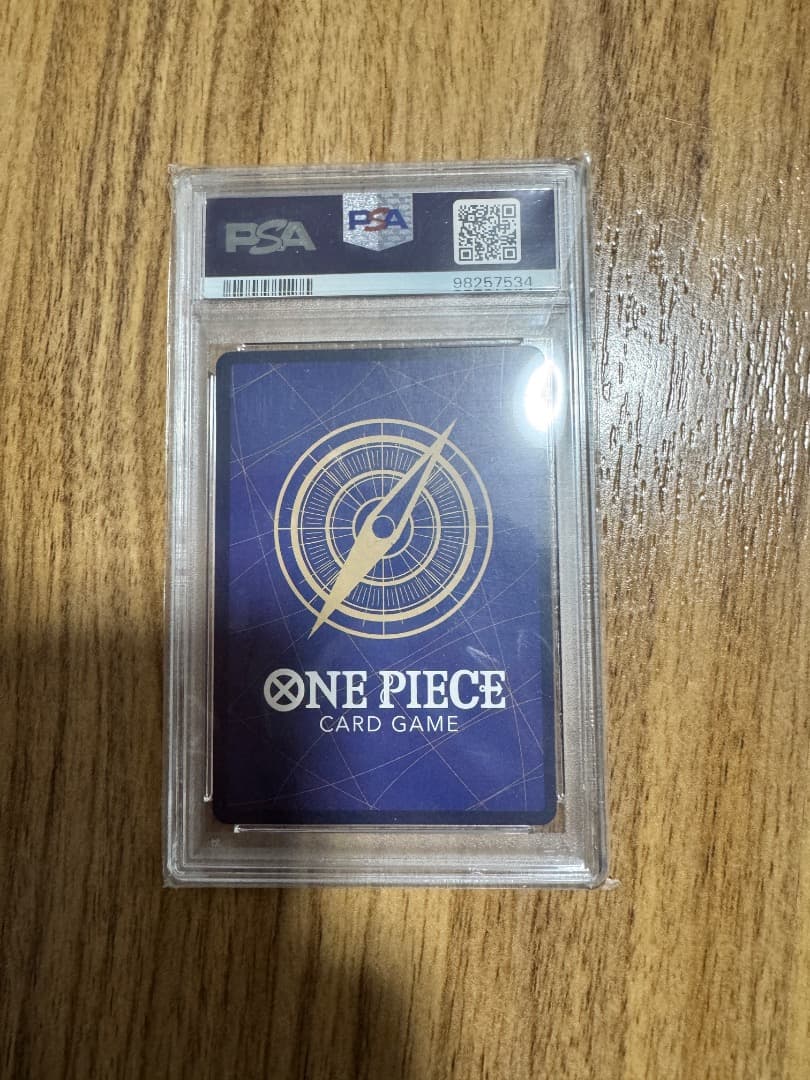 PSA
PSA
98257534
ONE PIECE
CARD GAME